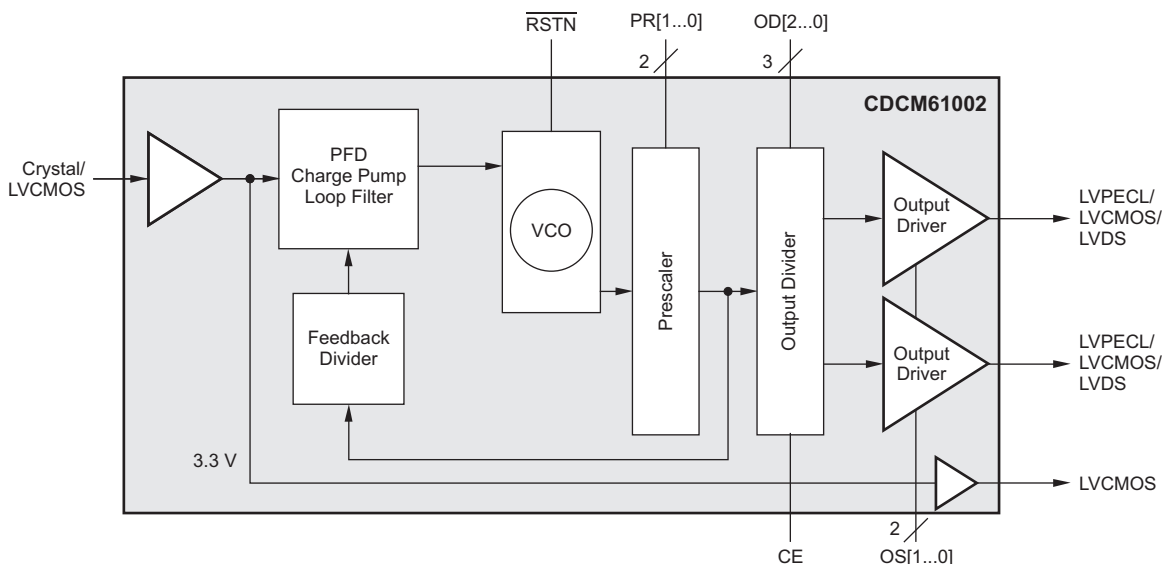 RSTN
PR[1...0]
OD[2...0]
2
3
CDCM61002
Crystal/
LVCMOS
PFD
Charge Pump
Loop Filter
VCO
Prescaler
Output Divider
Output
Driver
LVPECL/
LVCMOS/
LVDS
Feedback
Divider
Output
Driver
LVPECL/
LVCMOS/
LVDS
3.3 V
LVCMOS
2
CE
OS[1...0]